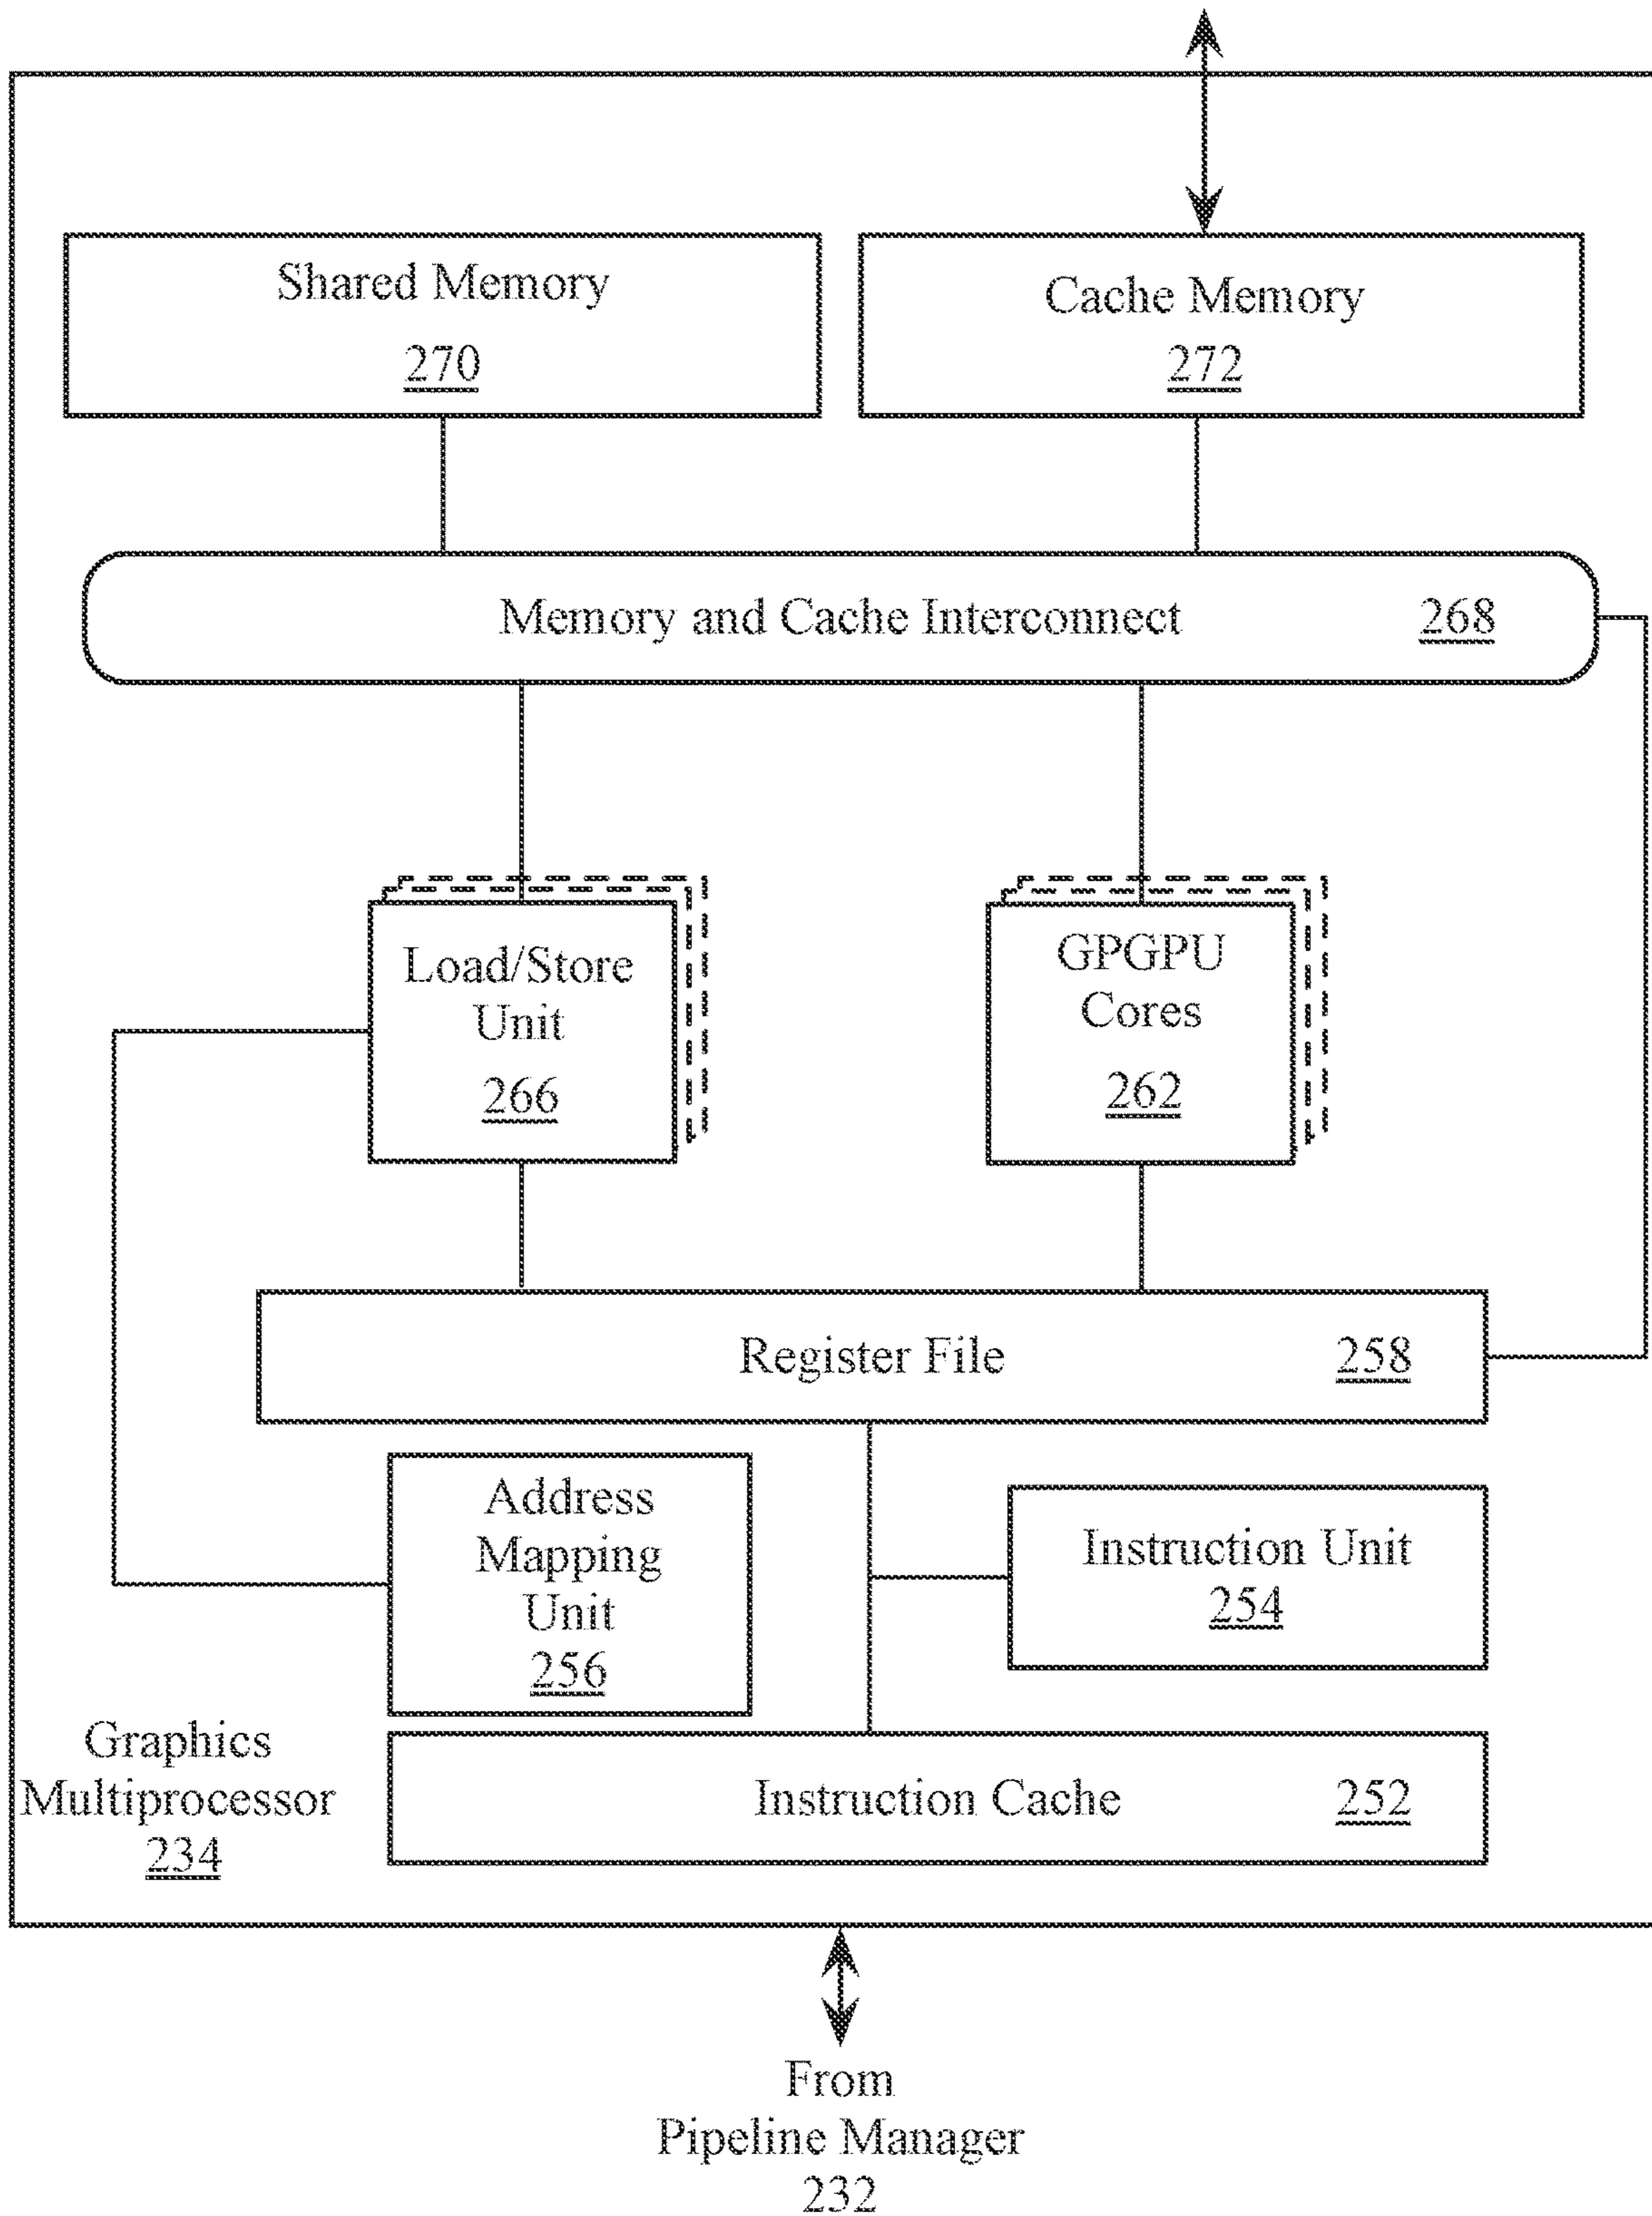 Shared Memory
270
Cache Memory
272
Memory and Cache Interconnect 268
Load/Store
Unit
266
GPGPU
Cores
262
Register File 258
Address
Mapping
Unit
256
Instruction Unit
254
Graphics
Multiprocessor
234
Instruction Cache 252
From
Pipeline Manager
232